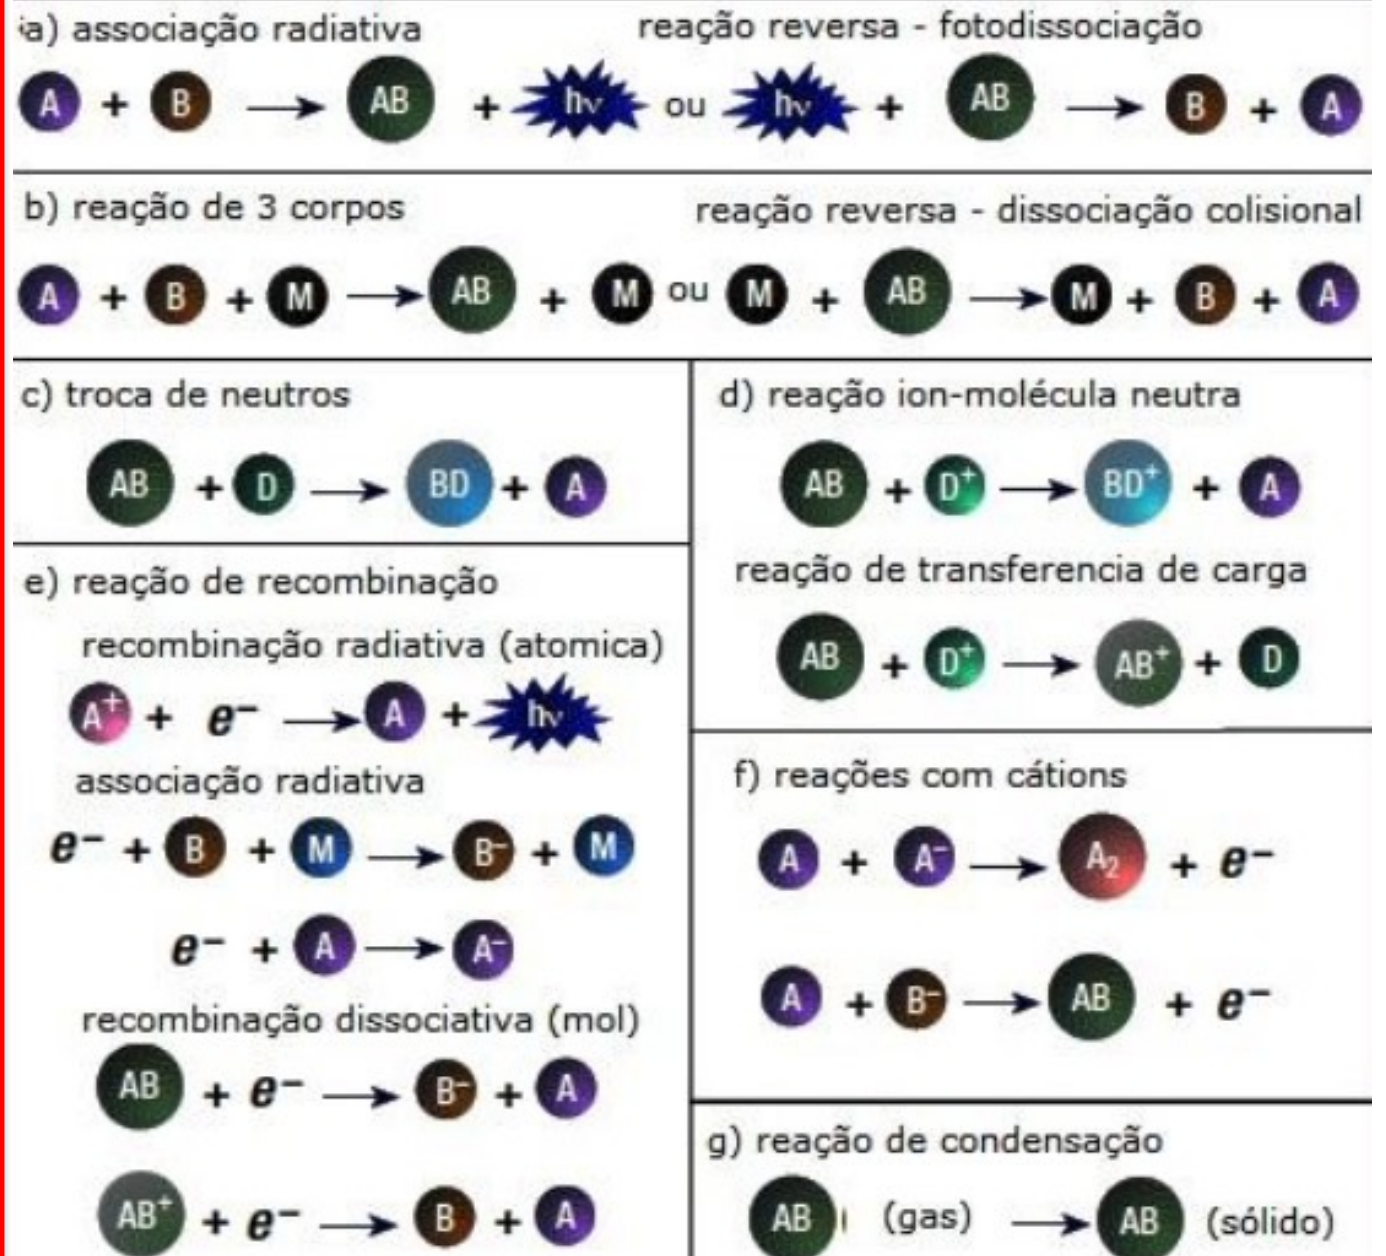 a) associação radiativa
reação reversa - fotodissociação
A + B → AB + hν ou hν + AB → B + A
b) reação de 3 corpos
reação reversa - dissociação colisional
A + B + M → AB + M ou M + AB → M + B + A
c) troca de neutros
AB + D → BD + A
d) reação ion-molécula neutra
AB + D⁺ → BD⁺ + A
reação de transferencia de carga
AB + D⁺ → AB⁺ + D
e) reação de recombinação
recombinação radiativa (atomica)
A⁺ + e⁻ → A + hν
associação radiativa
e⁻ + B + M → B⁻ + M
e⁻ + A → A⁻
recombinação dissociativa (mol)
AB + e⁻ → B⁻ + A
AB⁺ + e⁻ → B + A
f) reações com cátions
A + A⁻ → A₂ + e⁻
A + B⁻ → AB + e⁻
g) reação de condensação
AB (gas) → AB (sólido)